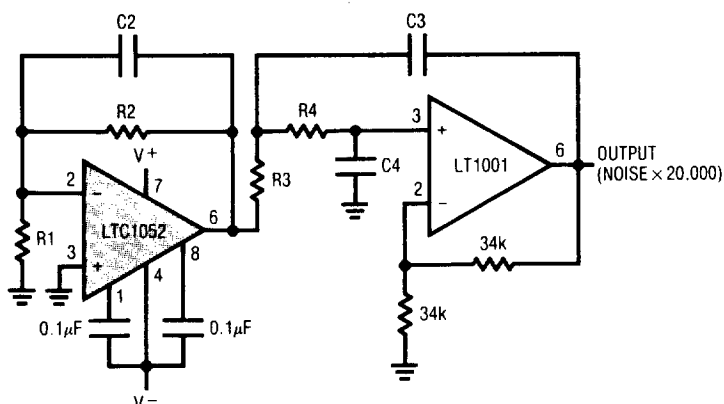 C2
C3
R2
R4
V+
3
+
6
OUTPUT
(NOISE × 20.000)
LT1001
C4
R3
2
−
7
2
−
LTC1052
6
R1
3
+
8
1
4
34k
34k
0.1µF
0.1µF
V−